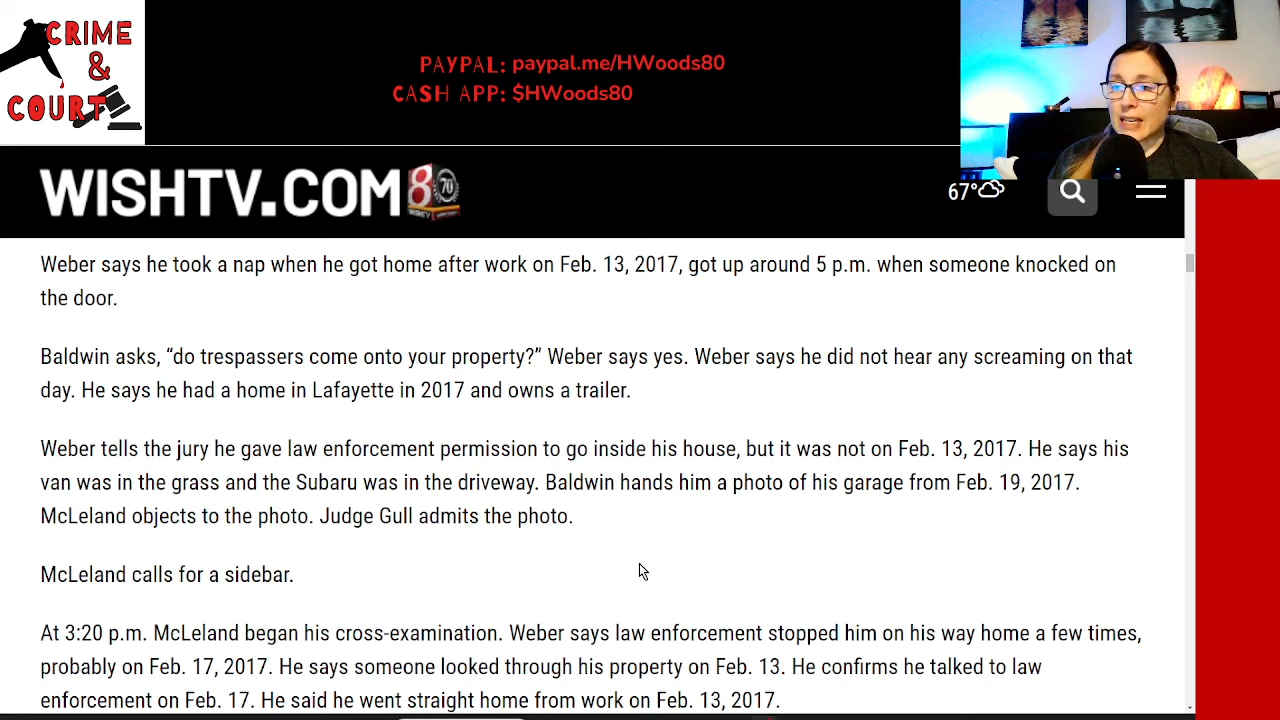 CRIME
&
COURT
PAYPAL: paypal.me/HWoods80
CASH APP: $HWoods80
WISHTV.COM 8 70
67°
Weber says he took a nap when he got home after work on Feb. 13, 2017, got up around 5 p.m. when someone knocked on
the door.
Baldwin asks, “do trespassers come onto your property?” Weber says yes. Weber says he did not hear any screaming on that
day. He says he had a home in Lafayette in 2017 and owns a trailer.
Weber tells the jury he gave law enforcement permission to go inside his house, but it was not on Feb. 13, 2017. He says his
van was in the grass and the Subaru was in the driveway. Baldwin hands him a photo of his garage from Feb. 19, 2017.
McLeland objects to the photo. Judge Gull admits the photo.
McLeland calls for a sidebar.
At 3:20 p.m. McLeland began his cross-examination. Weber says law enforcement stopped him on his way home a few times,
probably on Feb. 17, 2017. He says someone looked through his property on Feb. 13. He confirms he talked to law
enforcement on Feb. 17. He said he went straight home from work on Feb. 13, 2017.